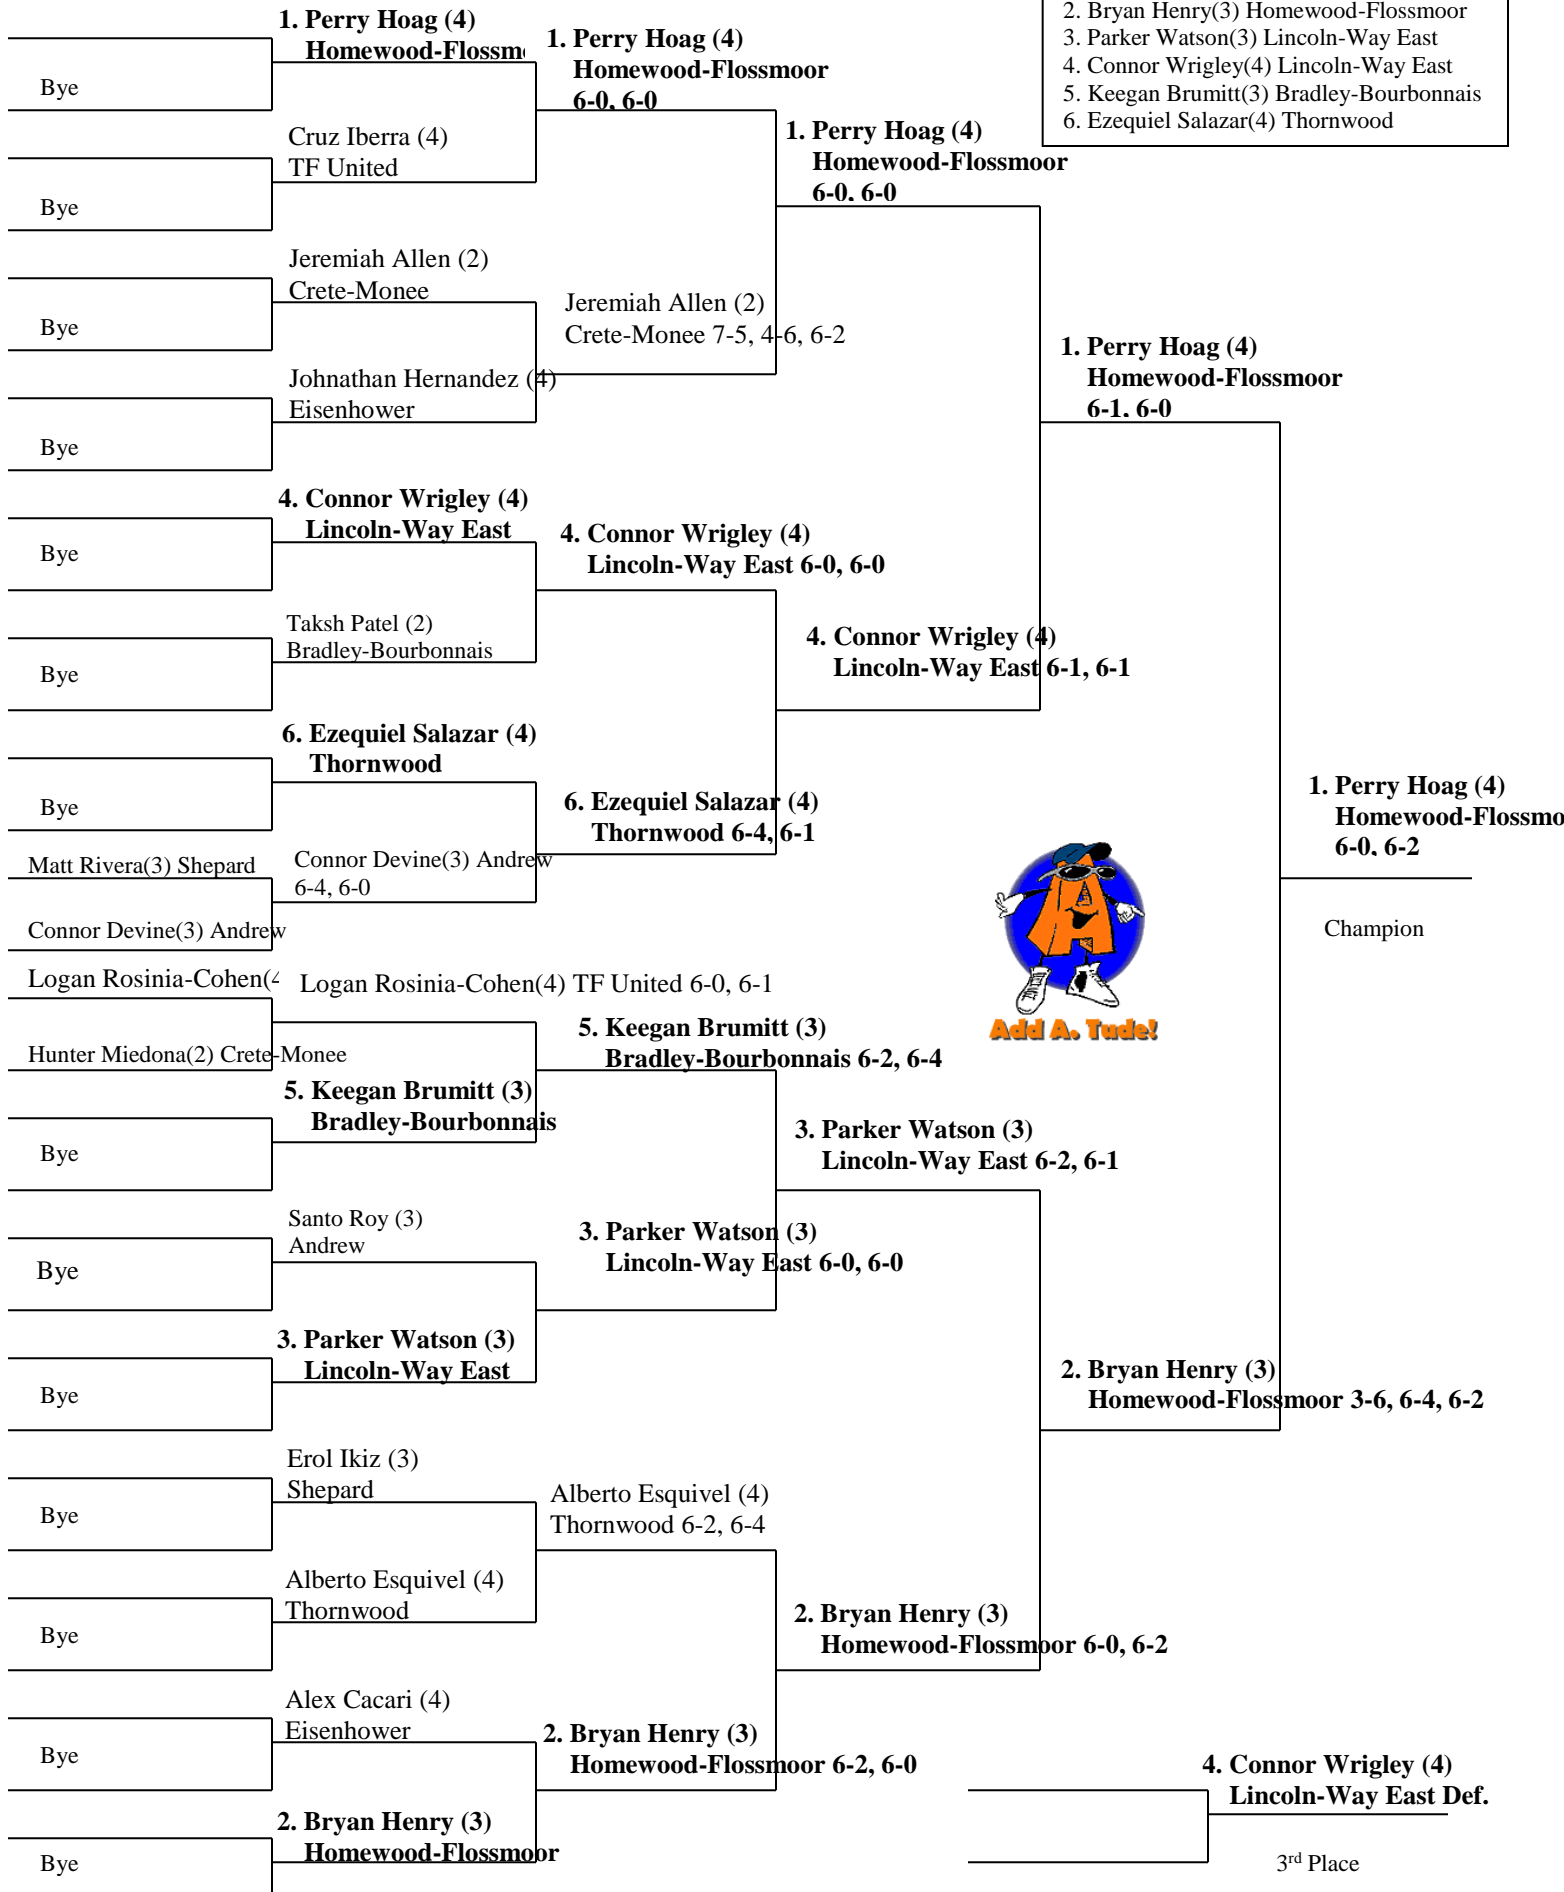 2. Bryan Henry(3) Homewood-Flossmoor
3. Parker Watson(3) Lincoln-Way East
4. Connor Wrigley(4) Lincoln-Way East
5. Keegan Brumitt(3) Bradley-Bourbonnais
6. Ezequiel Salazar(4) Thornwood
Bye
Bye
Bye
Bye
Bye
Bye
Bye
Matt Rivera(3) Shepard
Connor Devine(3) Andrew
Logan Rosinia-Cohen(4
Hunter Miedona(2) Crete-Monee
Bye
Bye
Bye
Bye
Bye
Bye
Bye
1. Perry Hoag (4)
Homewood-Flossm
Cruz Iberra (4)
TF United
Jeremiah Allen (2)
Crete-Monee
Johnathan Hernandez (4)
Eisenhower
4. Connor Wrigley (4)
Lincoln-Way East
Taksh Patel (2)
Bradley-Bourbonnais
6. Ezequiel Salazar (4)
Thornwood
Connor Devine(3) Andrew
6-4, 6-0
Logan Rosinia-Cohen(4) TF United 6-0, 6-1
5. Keegan Brumitt (3)
Bradley-Bourbonnais
Santo Roy (3)
Andrew
3. Parker Watson (3)
Lincoln-Way East
Erol Ikiz (3)
Shepard
Alberto Esquivel (4)
Thornwood
Alex Cacari (4)
Eisenhower
2. Bryan Henry (3)
Homewood-Flossmoor
1. Perry Hoag (4)
Homewood-Flossmoor
6-0, 6-0
Jeremiah Allen (2)
Crete-Monee 7-5, 4-6, 6-2
4. Connor Wrigley (4)
Lincoln-Way East 6-0, 6-0
6. Ezequiel Salazar (4)
Thornwood 6-4, 6-1
5. Keegan Brumitt (3)
Bradley-Bourbonnais 6-2, 6-4
3. Parker Watson (3)
Lincoln-Way East 6-0, 6-0
Alberto Esquivel (4)
Thornwood 6-2, 6-4
2. Bryan Henry (3)
Homewood-Flossmoor 6-2, 6-0
1. Perry Hoag (4)
Homewood-Flossmoor
6-0, 6-0
4. Connor Wrigley (4)
Lincoln-Way East 6-1, 6-1
3. Parker Watson (3)
Lincoln-Way East 6-2, 6-1
2. Bryan Henry (3)
Homewood-Flossmoor 6-0, 6-2
1. Perry Hoag (4)
Homewood-Flossmoor
6-1, 6-0
2. Bryan Henry (3)
Homewood-Flossmoor 3-6, 6-4, 6-2
1. Perry Hoag (4)
Homewood-Flossmo
6-0, 6-2
Champion
Add A. Tude!
4. Connor Wrigley (4)
Lincoln-Way East Def.
3rd Place